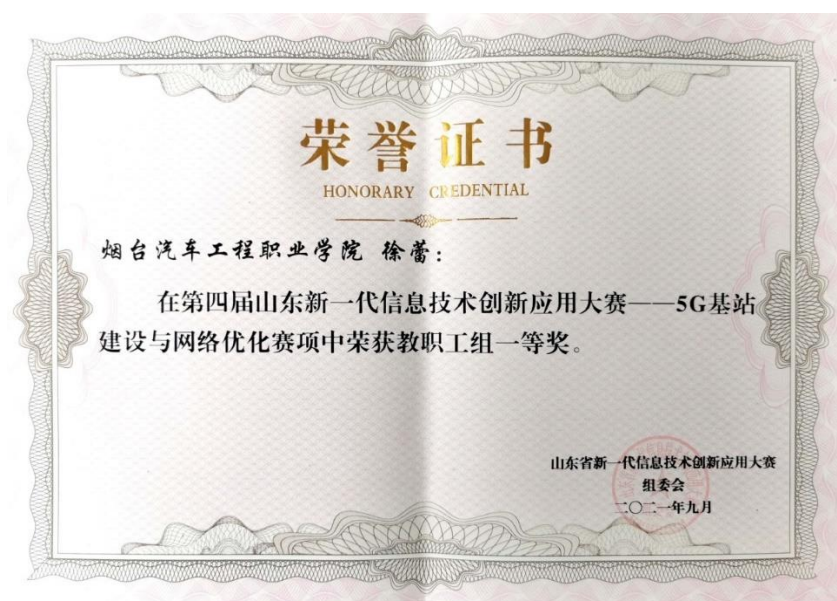 荣誉证书
HONORARY CREDENTIAL
烟台汽车工程职业学院 徐蕾：
在第四届山东新一代信息技术创新应用大赛——5G基站
建设与网络优化赛项中荣获教职工组一等奖。
山东省新一代信息技术创新应用大赛
组委会
二〇二一年九月